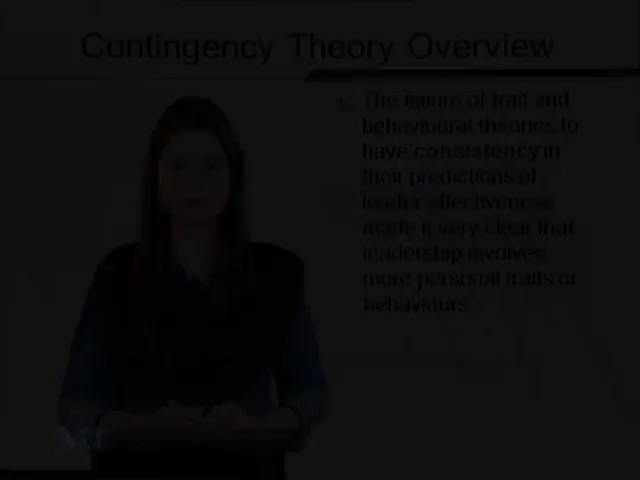 Contingency Theory Overview
The failure of trait and
behavioural theories to
have consistency in
their predictions of
leader effectiveness
made it very clear that
leadership involves
more personal traits or
behaviours.